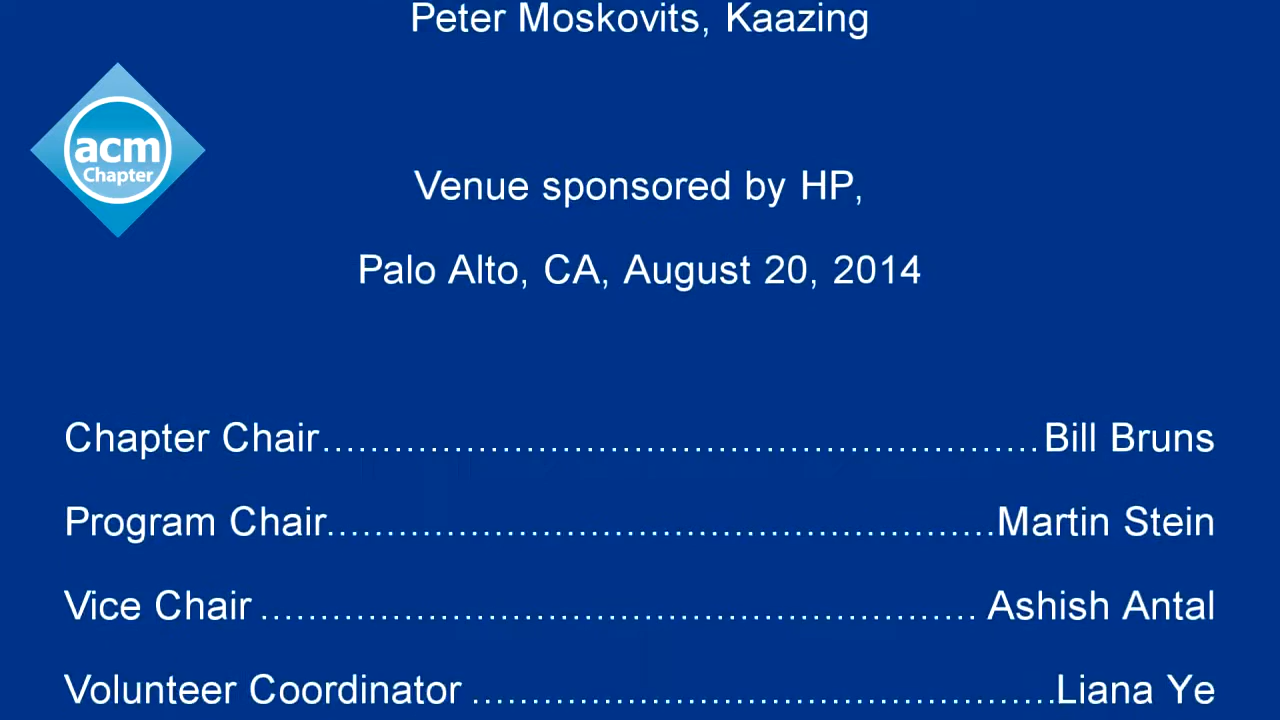 Peter Moskovits, Kaazing
acm
Chapter
Venue sponsored by HP,
Palo Alto, CA, August 20, 2014
Chapter Chair............................................................Bill Bruns
Program Chair........................................................Martin Stein
Vice Chair ............................................................ Ashish Antal
Volunteer Coordinator .................................................Liana Ye